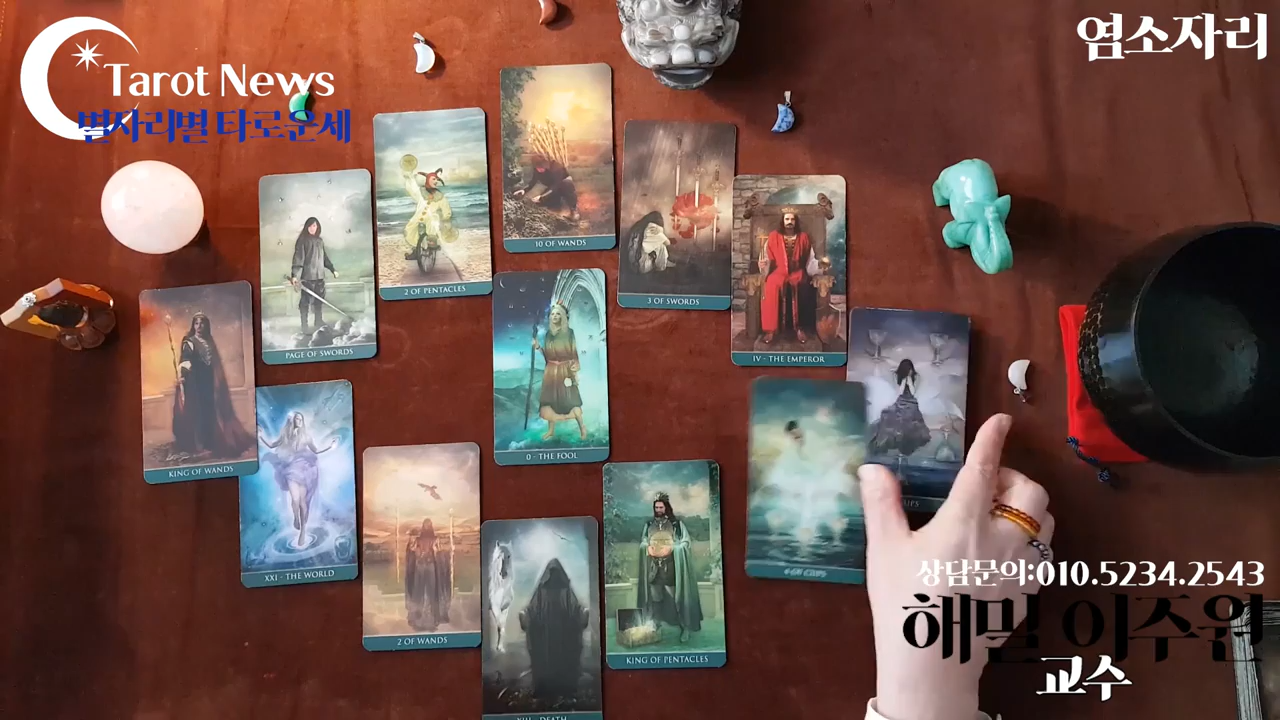 염소자리
Tarot News
별자리별 타로운세
10 OF WANDS
2 OF PENTACLES
3 OF SWORDS
PAGE OF SWORDS
IV - THE EMPEROR
0 - THE FOOL
KING OF WANDS
XXI - THE WORLD
2 OF WANDS
KING OF PENTACLES
XIII - DEATH
CUPS
상담문의:010.5234.2543
해밀 이주원
교수